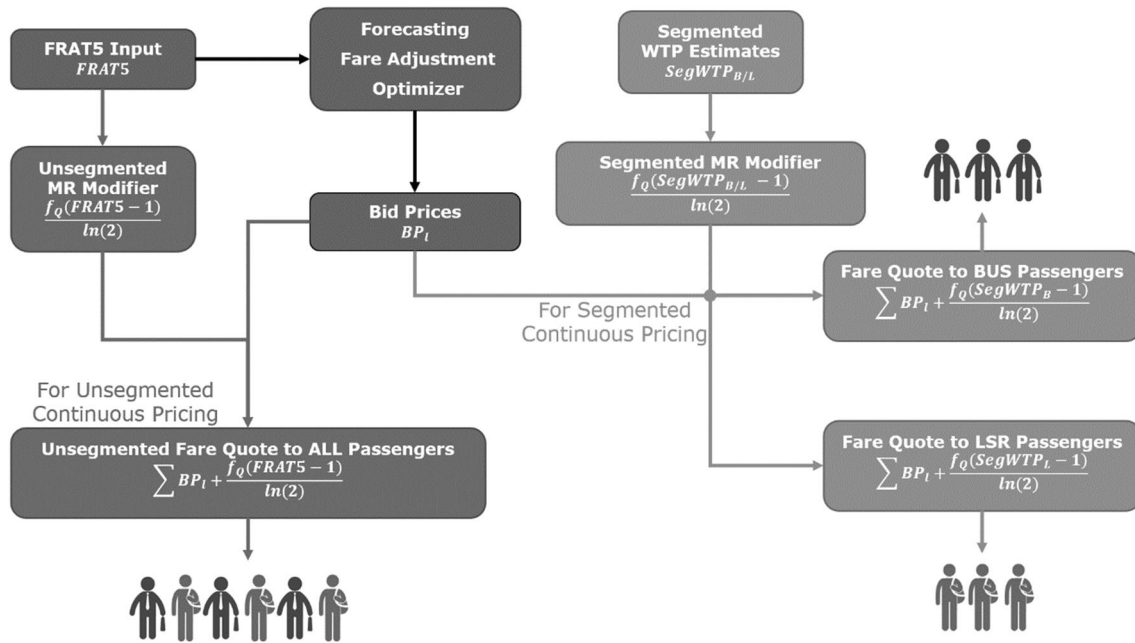 FRAT5 Input
FRAT5
Forecasting
Fare Adjustment
Optimizer
Segmented
WTP Estimates
SegWTP_{B/L}
Unsegmented
MR Modifier
f_Q(FRAT5 − 1)
ln(2)
Bid Prices
BP_l
Segmented MR Modifier
f_Q(SegWTP_{B/L} − 1)
ln(2)
Fare Quote to BUS Passengers
∑ BP_l + f_Q(SegWTP_B − 1)
ln(2)
For Segmented
Continuous Pricing
For Unsegmented
Continuous Pricing
Unsegmented Fare Quote to ALL Passengers
∑ BP_l + f_Q(FRAT5 − 1)
ln(2)
Fare Quote to LSR Passengers
∑ BP_l + f_Q(SegWTP_L − 1)
ln(2)